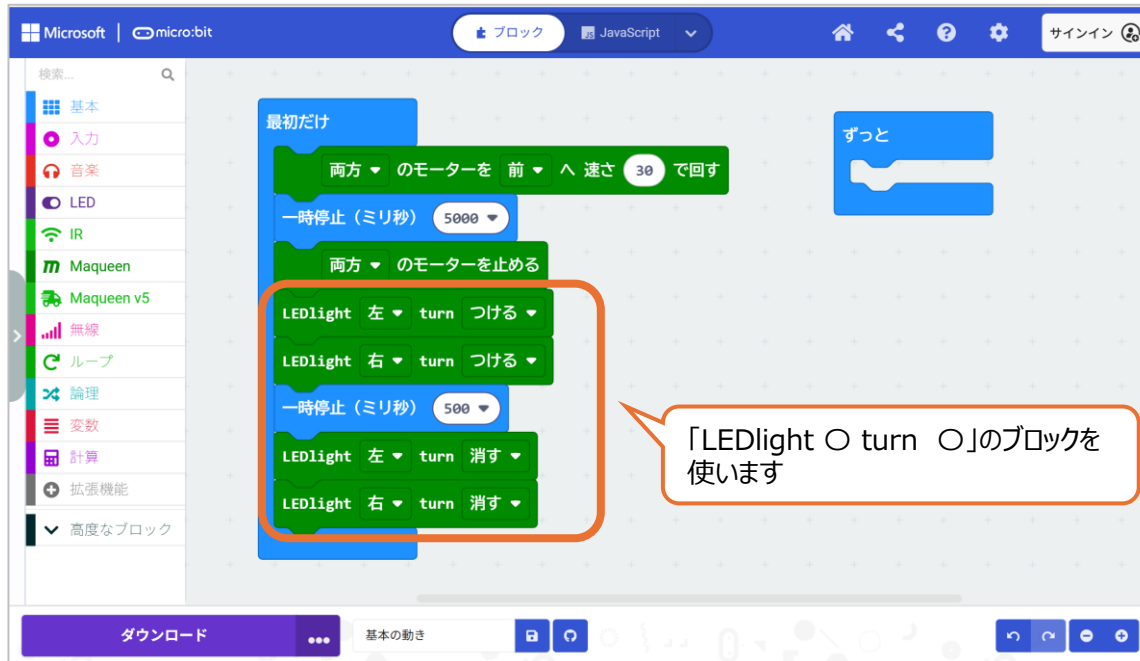 Microsoft micro:bit ブロック JavaScript サインイン
検索...
基本
入力
音楽
LED
IR
Maqueen
Maqueen v5
無線
ループ
論理
変数
計算
拡張機能
高度なブロック
最初だけ
両方 のモーターを 前 へ 速さ 30 で回す
一時停止（ミリ秒） 5000
両方 のモーターを止める
LEDlight 左 turn つける
LEDlight 右 turn つける
一時停止（ミリ秒） 500
LEDlight 左 turn 消す
LEDlight 右 turn 消す
ずっと
「LEDlight 〇 turn 〇」のブロックを
使います
ダウンロード
基本の動き